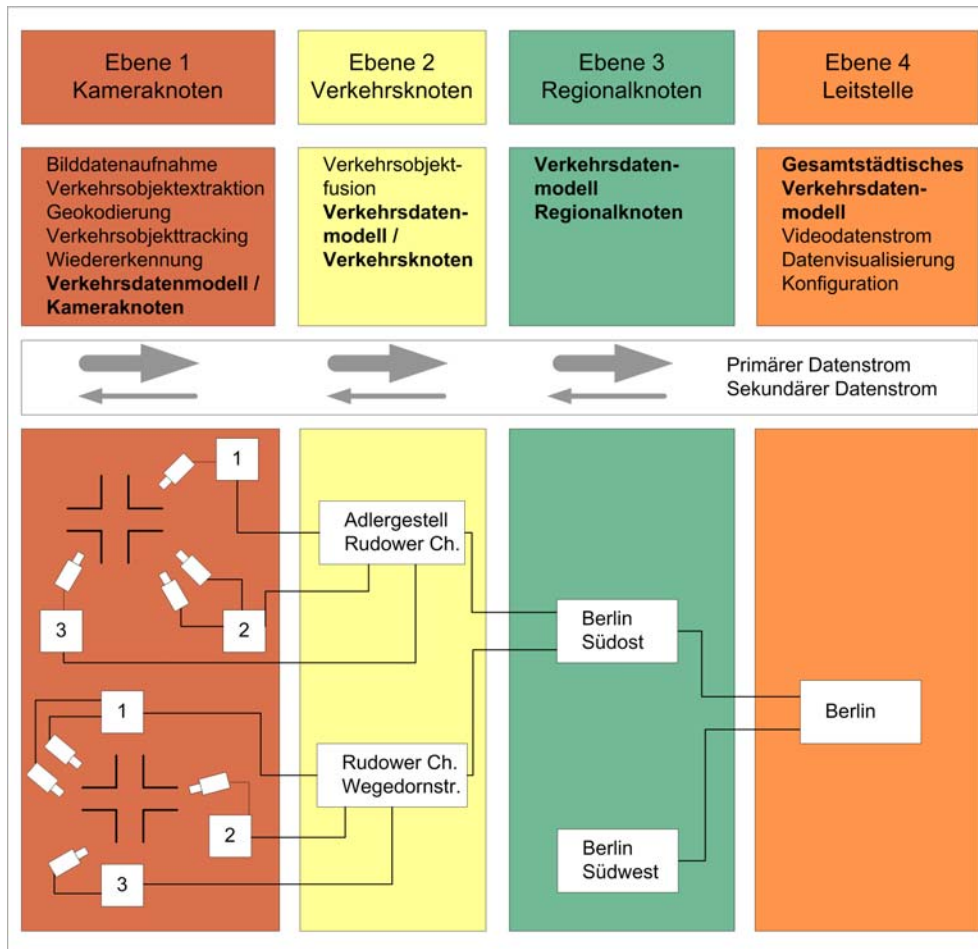 Ebene 1
Kameraknoten
Ebene 2
Verkehrsknoten
Ebene 3
Regionalknoten
Ebene 4
Leitstelle
Bilddatenaufnahme
Verkehrsobjektextraktion
Geokodierung
Verkehrsobjekttracking
Wiedererkennung
Verkehrsdatenmodell /
Kameraknoten
Verkehrsobjekt-
fusion
Verkehrsdaten-
modell /
Verkehrsknoten
Verkehrsdaten-
modell
Regionalknoten
Gesamtstädtisches
Verkehrsdaten-
modell
Videodatenstrom
Datenvisualisierung
Konfiguration
Primärer Datenstrom
Sekundärer Datenstrom
1
2
3
Adlergestell
Rudower Ch.
1
2
3
Rudower Ch.
Wegedornstr.
Berlin
Südost
Berlin
Südwest
Berlin